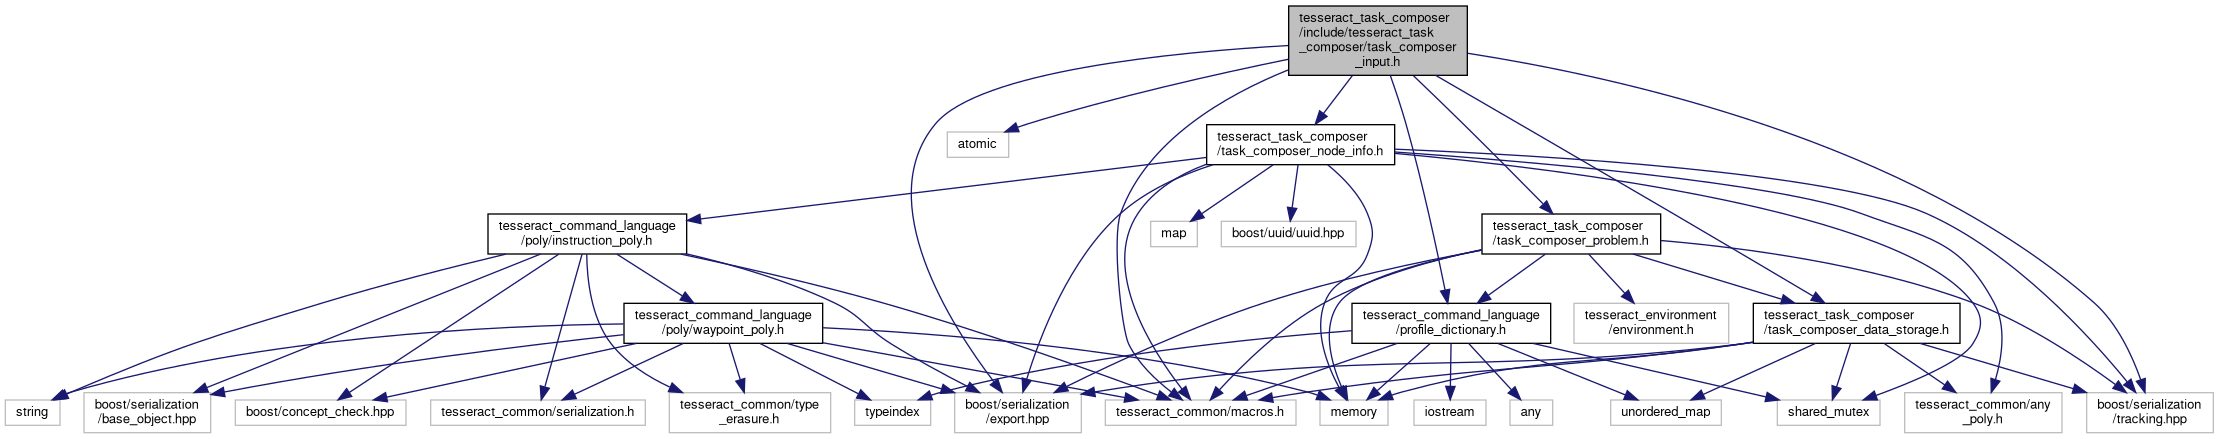 tesseract_task_composer
/include/tesseract_task
_composer/task_composer
_input.h
atomic
tesseract_task_composer
/task_composer_node_info.h
map
boost/uuid/uuid.hpp
tesseract_command_language
/poly/instruction_poly.h
tesseract_task_composer
/task_composer_problem.h
tesseract_command_language
/poly/waypoint_poly.h
tesseract_command_language
/profile_dictionary.h
tesseract_environment
/environment.h
tesseract_task_composer
/task_composer_data_storage.h
string
boost/serialization
/base_object.hpp
boost/concept_check.hpp
tesseract_common/serialization.h
tesseract_common/type
_erasure.h
typeindex
boost/serialization
/export.hpp
tesseract_common/macros.h
memory
iostream
any
unordered_map
shared_mutex
tesseract_common/any
_poly.h
boost/serialization
/tracking.hpp